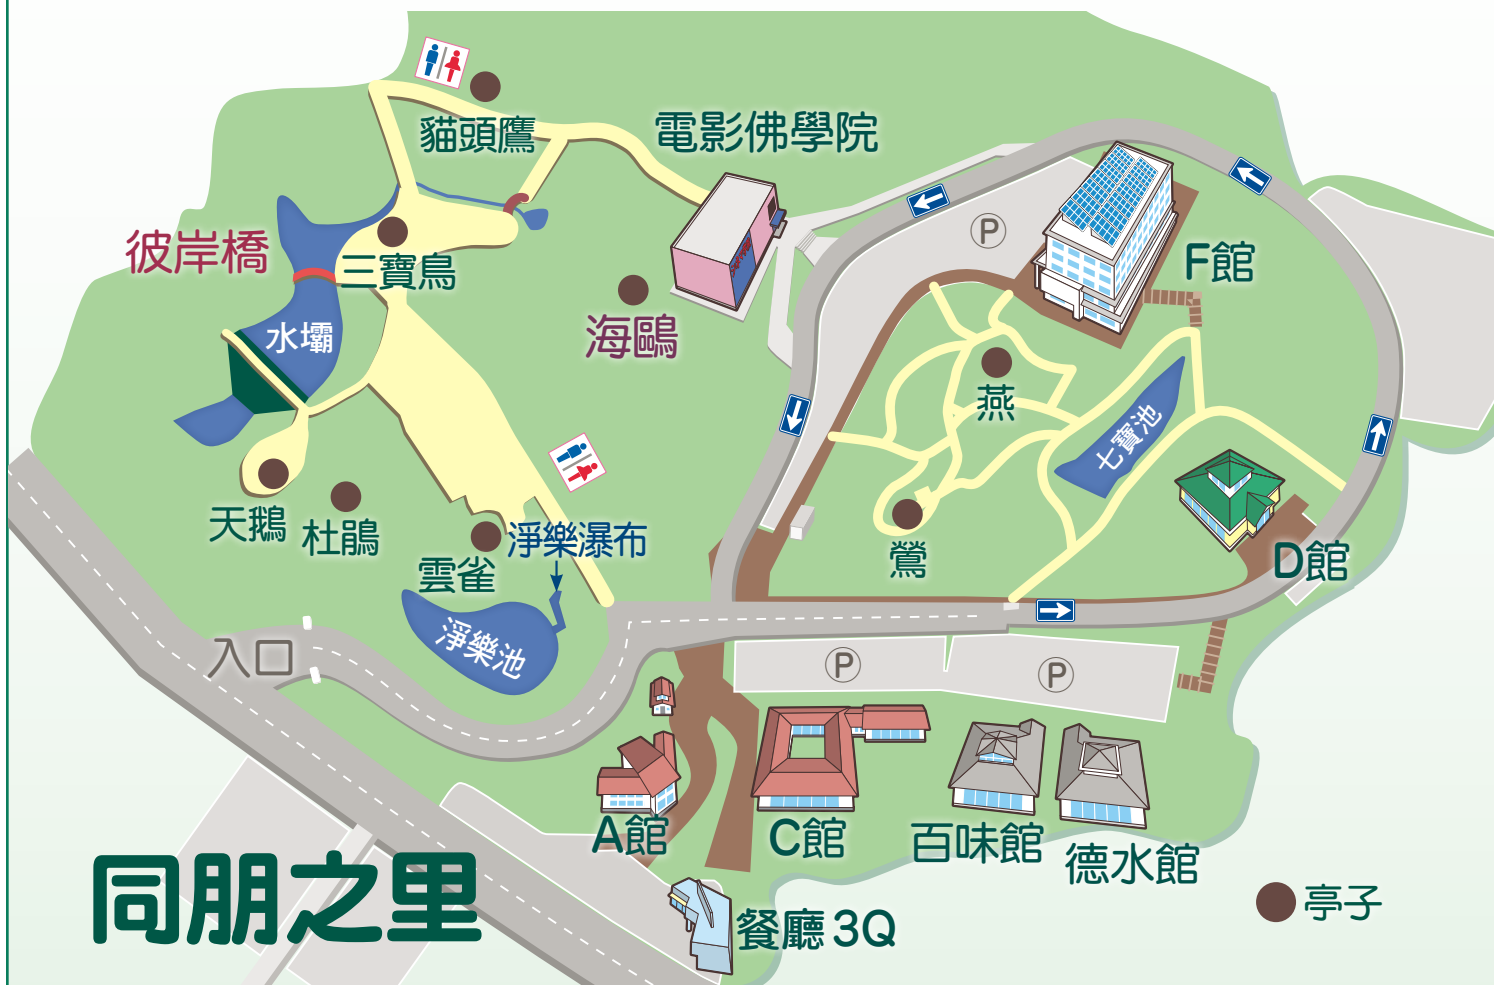 貓頭鷹
電影佛學院
彼岸橋
三寶鳥
P
F館
水壩
海鷗
燕
七寶池
天鵝
杜鵑
雲雀
淨樂瀑布
鶯
D館
入口
淨樂池
P
P
A館
C館
百味館
德水館
同朋之里
餐廳3Q
亭子